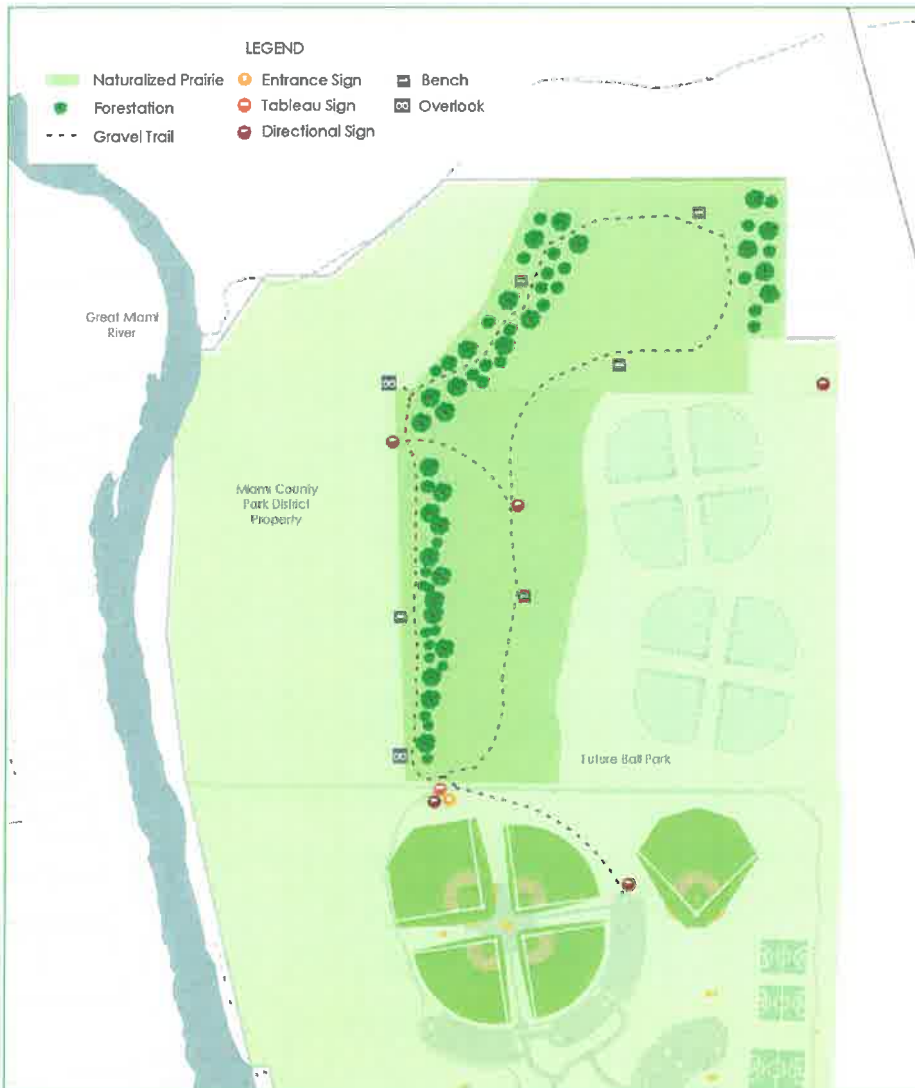 LEGEND
Naturalized Prairie
Forestation
Gravel Trail
Entrance Sign
Tableau Sign
Directional Sign
Bench
Overlook
Great Miami
River
Miami County
Park District
Property
Future Ball Park